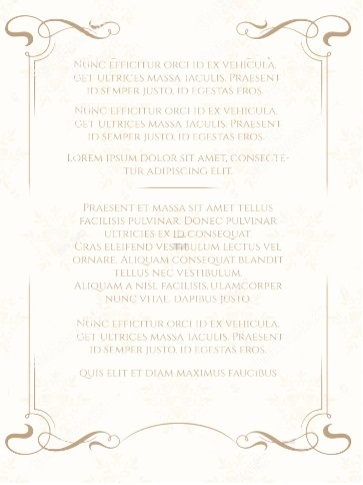 Nunc efficitur orci id ex vehicula,
get ultrices massa iaculis. Praesent
id semper justo, id egestas eros.
Nunc efficitur orci id ex vehicula,
get ultrices massa iaculis. Praesent
id semper justo, id egestas eros.
Lorem ipsum dolor sit amet, consecte-
tur adipiscing elit.
Praesent et massa sit amet tellus
facilisis pulvinar. Donec pulvinar
ultricies ex id consequat.
Cras eleifend vestibulum lectus vel
ornare. Aliquam consequat blandit
tellus nec vestibulum.
Aliquam a nisl facilisis, ulamcorper
nunc vitae, dapibus justo.
Nunc efficitur orci id ex vehicula,
get ultrices massa iaculis. Praesent
id semper justo, id egestas eros.
quis elit et diam maximus faucibus.